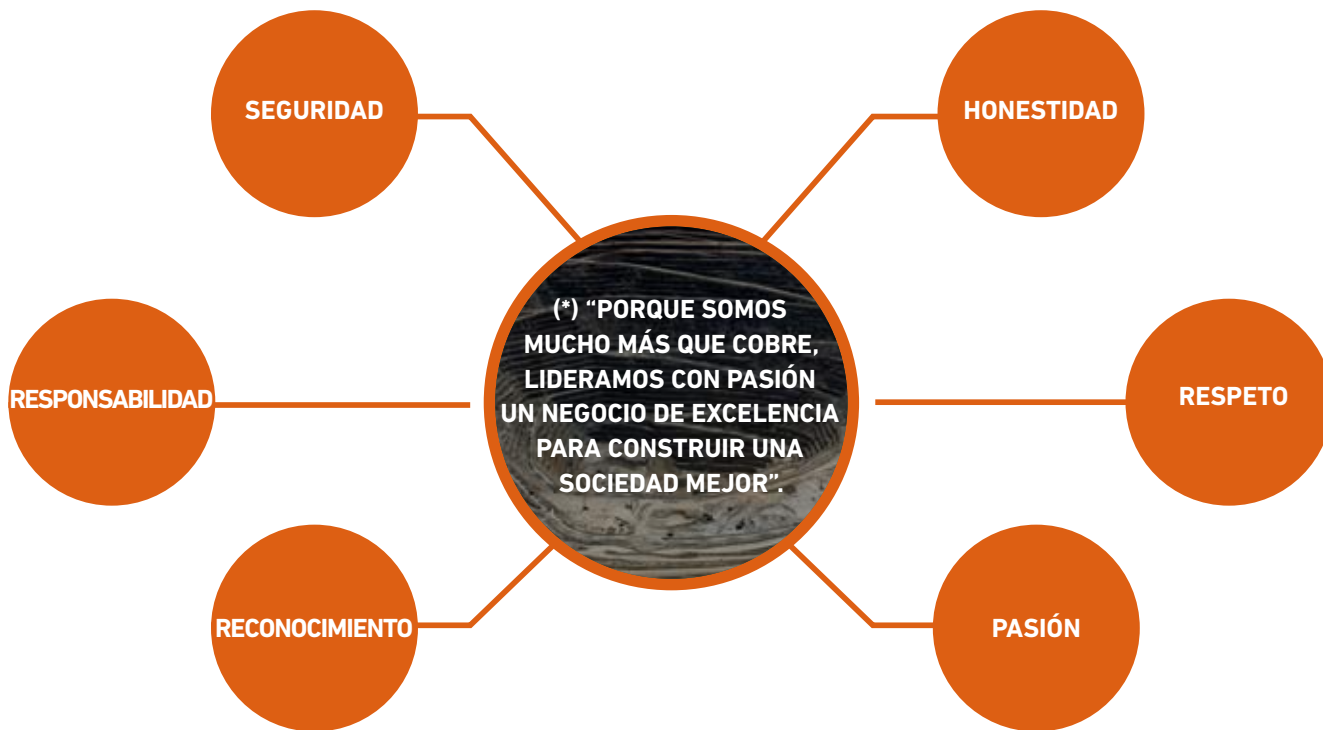 SEGURIDAD
HONESTIDAD
(*) “PORQUE SOMOS
MUCHO MÁS QUE COBRE,
LIDERAMOS CON PASIÓN
UN NEGOCIO DE EXCELENCIA
PARA CONSTRUIR UNA
SOCIEDAD MEJOR”.
RESPONSABILIDAD
RESPETO
RECONOCIMIENTO
PASIÓN